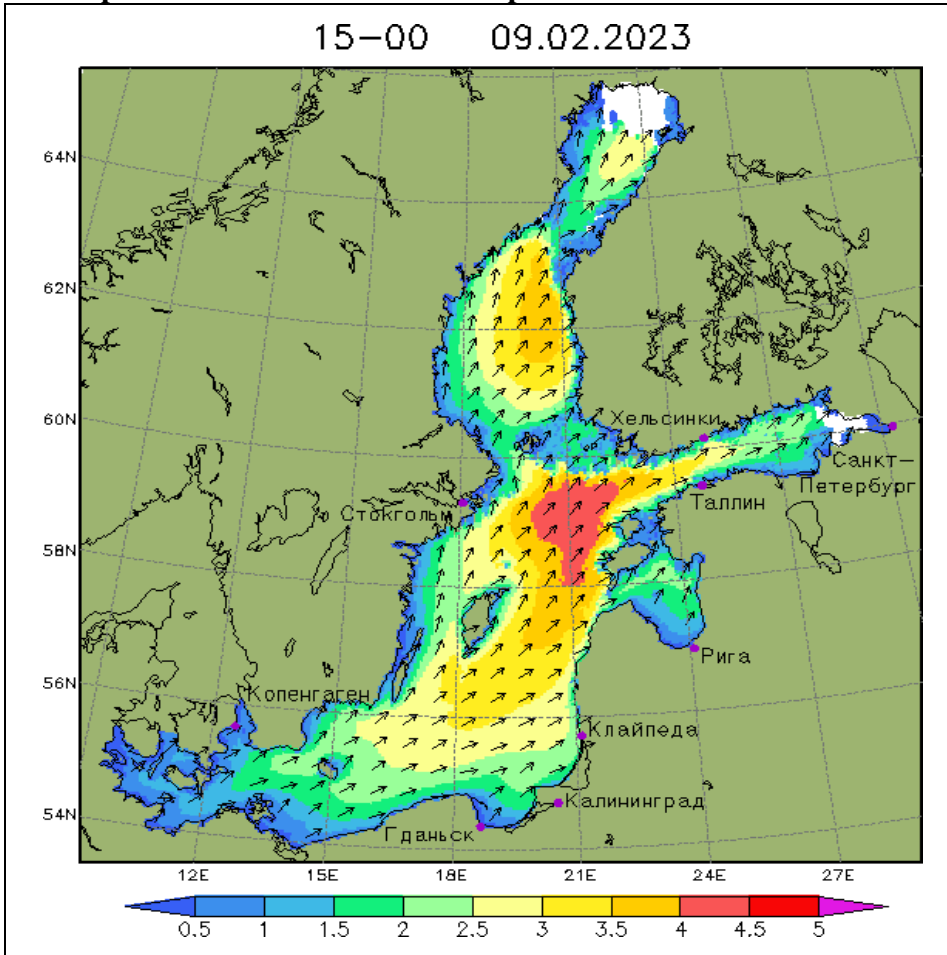 15-00 09.02.2023
64N
62N
60N
58N
56N
54N
Хельсинки
Санкт-
Петербург
Таллин
Стокгольм
Рига
Копенгаген
Клайпеда
Калининград
Гданьск
12E 15E 18E 21E 24E 27E
0.5 1 1.5 2 2.5 3 3.5 4 4.5 5